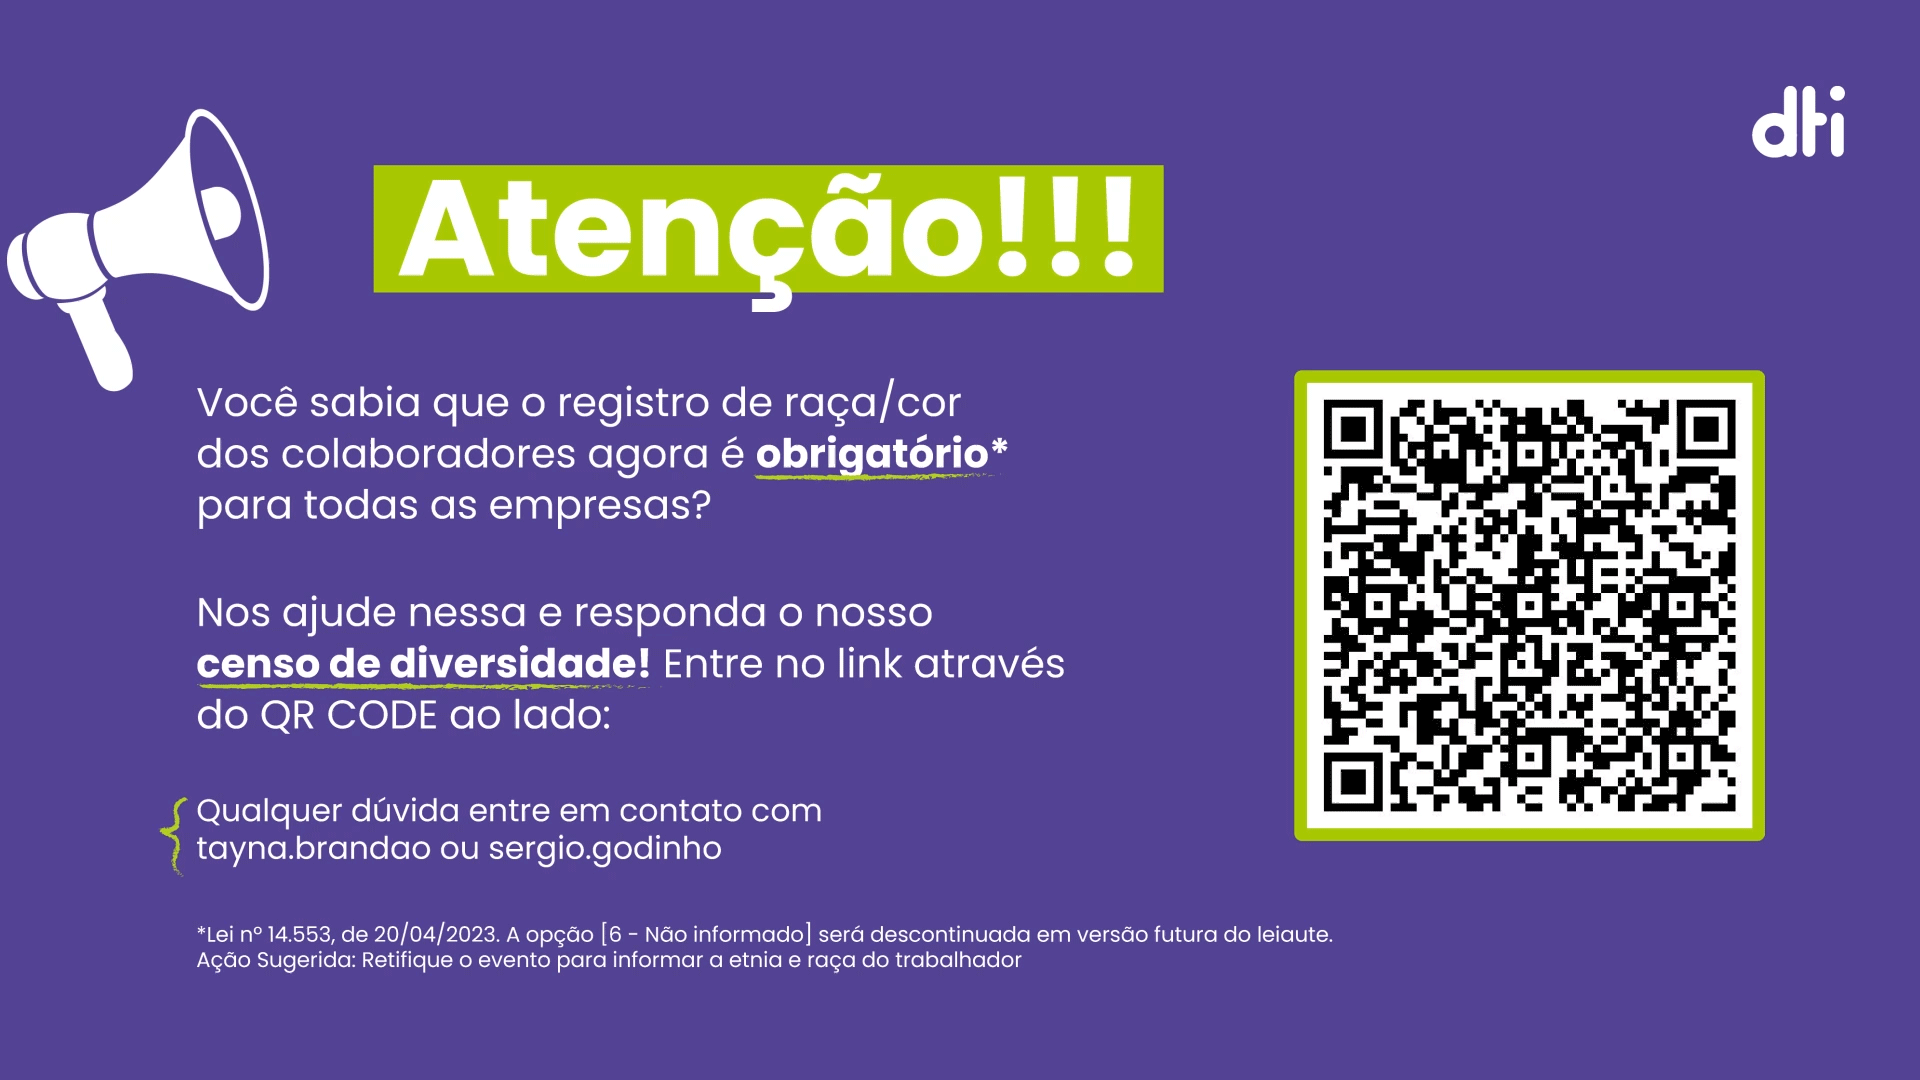 dti
Atenção!!!
Você sabia que o registro de raça/cor
dos colaboradores agora é obrigatório*
para todas as empresas?
Nos ajude nessa e responda o nosso
censo de diversidade! Entre no link através
do QR CODE ao lado:
Qualquer dúvida entre em contato com
tayna.brandao ou sergio.godinho
*Lei nº 14.553, de 20/04/2023. A opção [6 - Não informado] será descontinuada em versão futura do leiaute.
Ação Sugerida: Retifique o evento para informar a etnia e raça do trabalhador